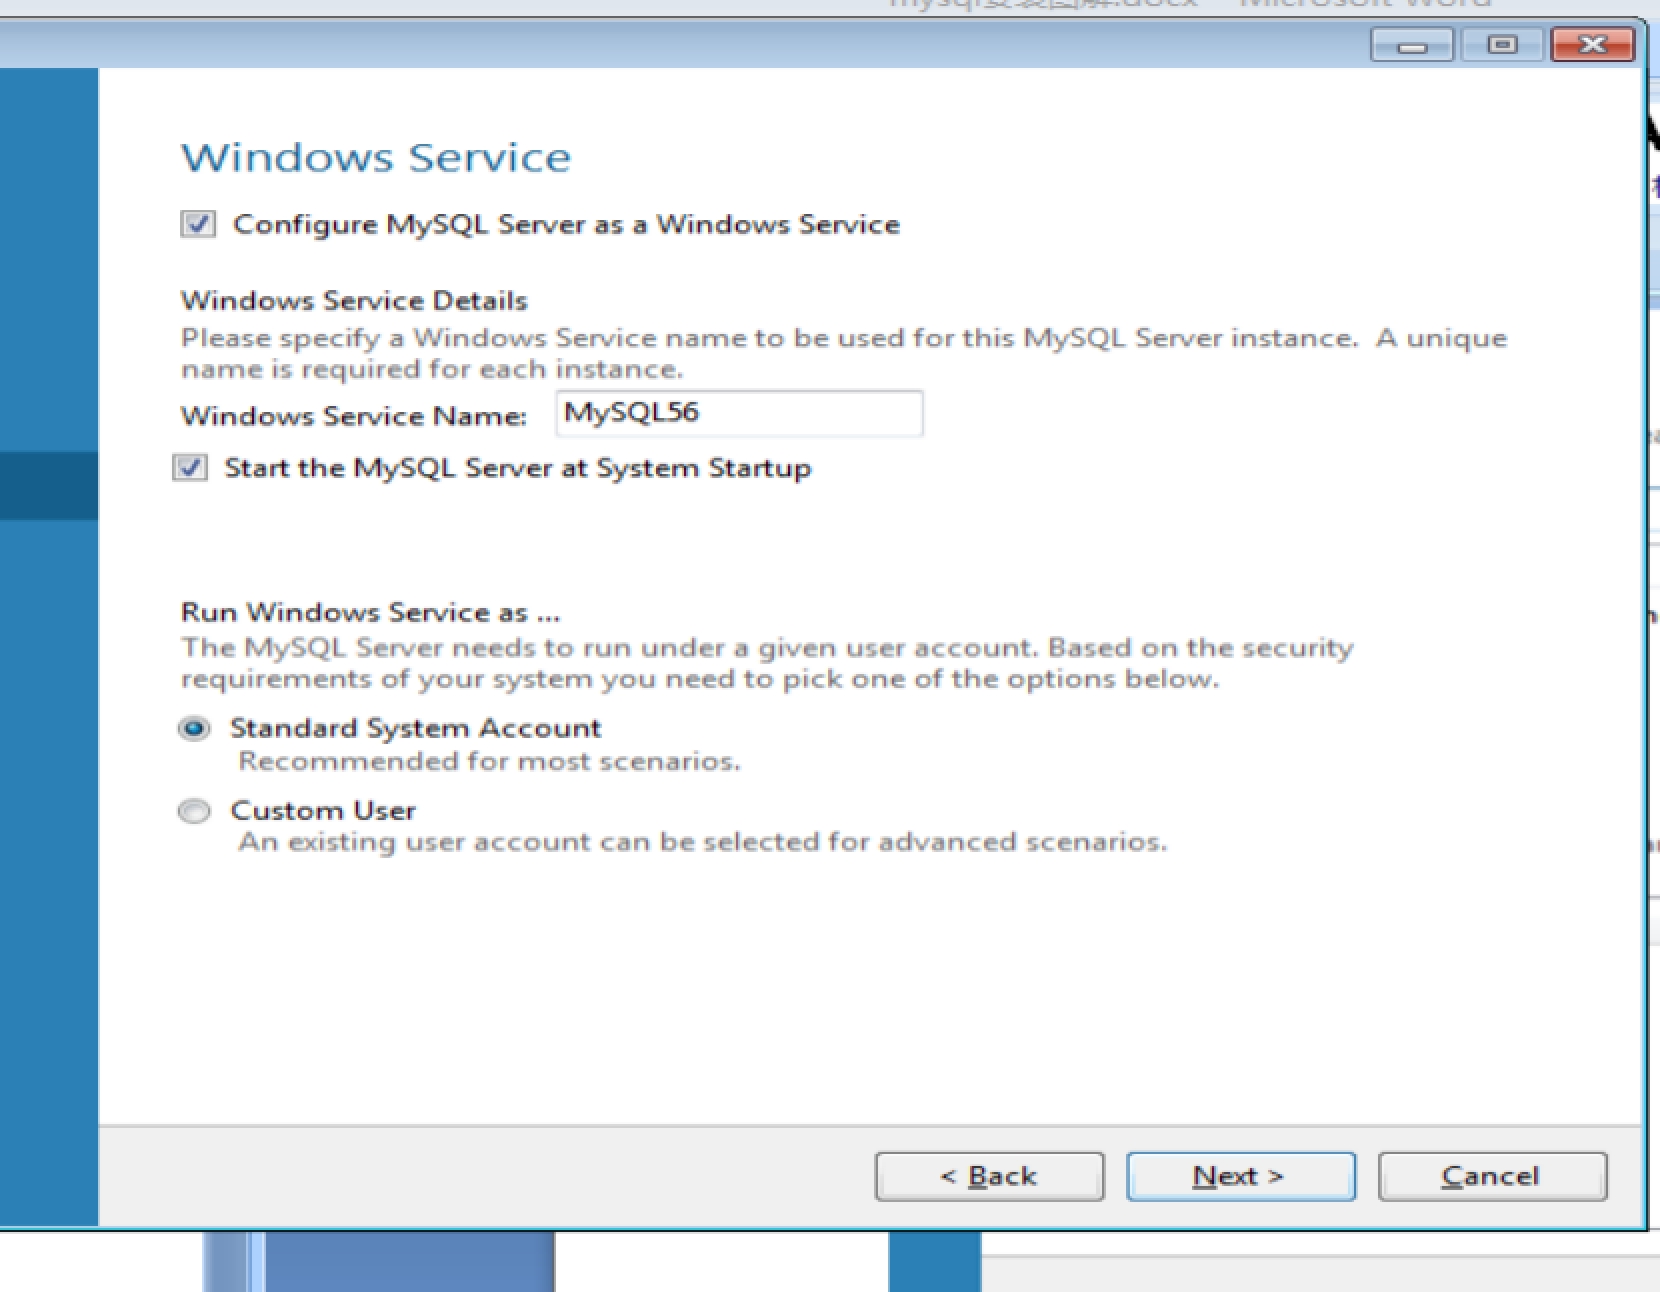 Microsoft Word
Windows Service
Configure MySQL Server as a Windows Service
Windows Service Details
Please specify a Windows Service name to be used for this MySQL Server instance. A unique
name is required for each instance.
Windows Service Name: MySQL56
Start the MySQL Server at System Startup
Run Windows Service as ...
The MySQL Server needs to run under a given user account. Based on the security
requirements of your system you need to pick one of the options below.
Standard System Account
Recommended for most scenarios.
Custom User
An existing user account can be selected for advanced scenarios.
< Back Next > Cancel